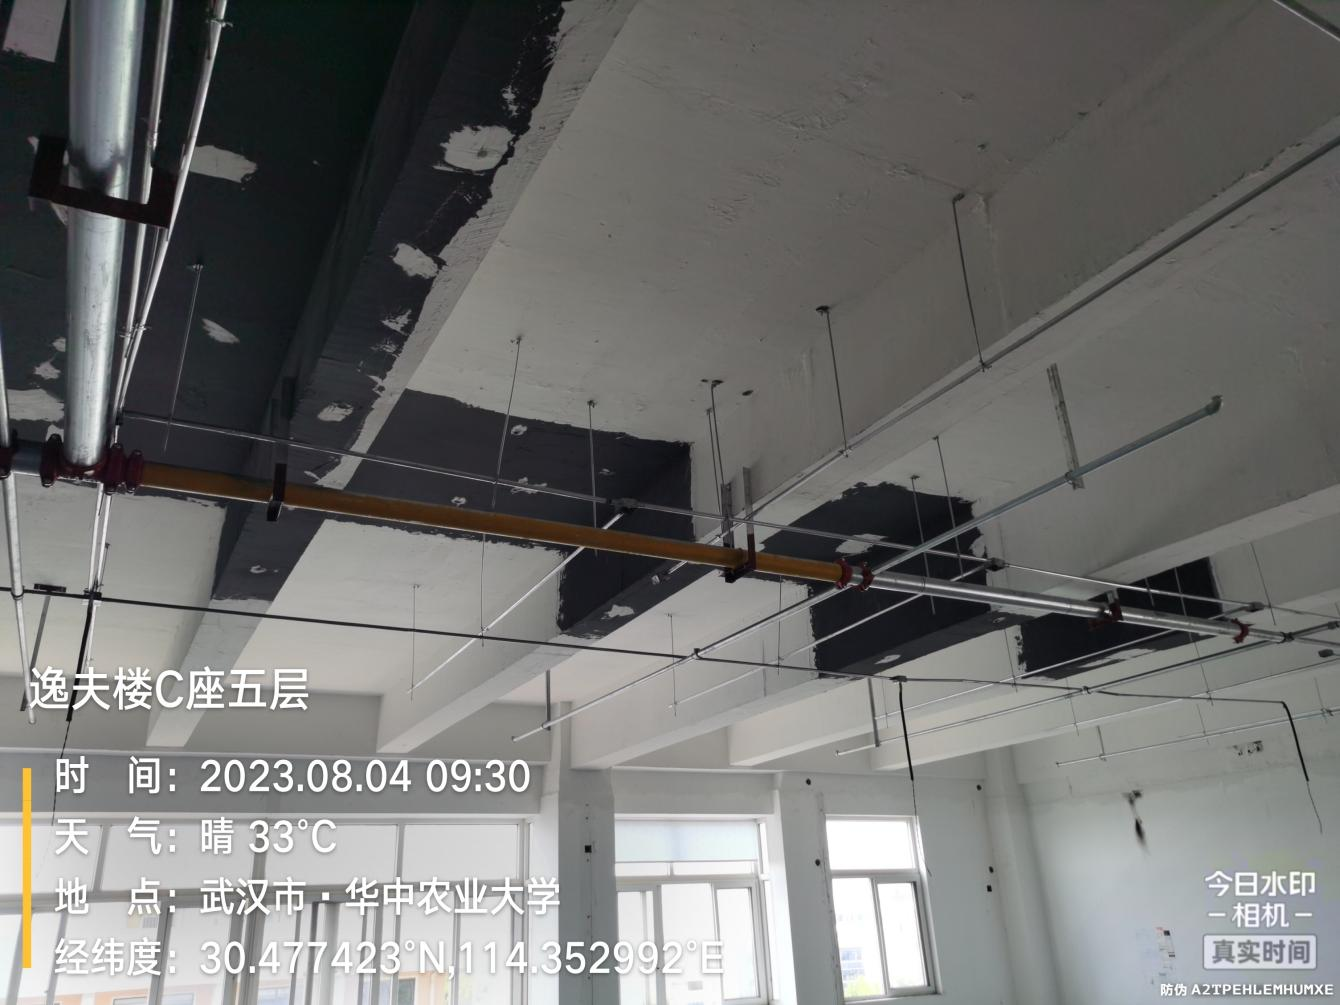 逸夫楼C座五层
时 间：2023.08.04 09:30
天 气：晴 33℃
地 点：武汉市·华中农业大学
经纬度：30.477423°N,114.352992°E
今日水印
-相机-
真实时间
防伪 A2TPEHLEMHUMXE